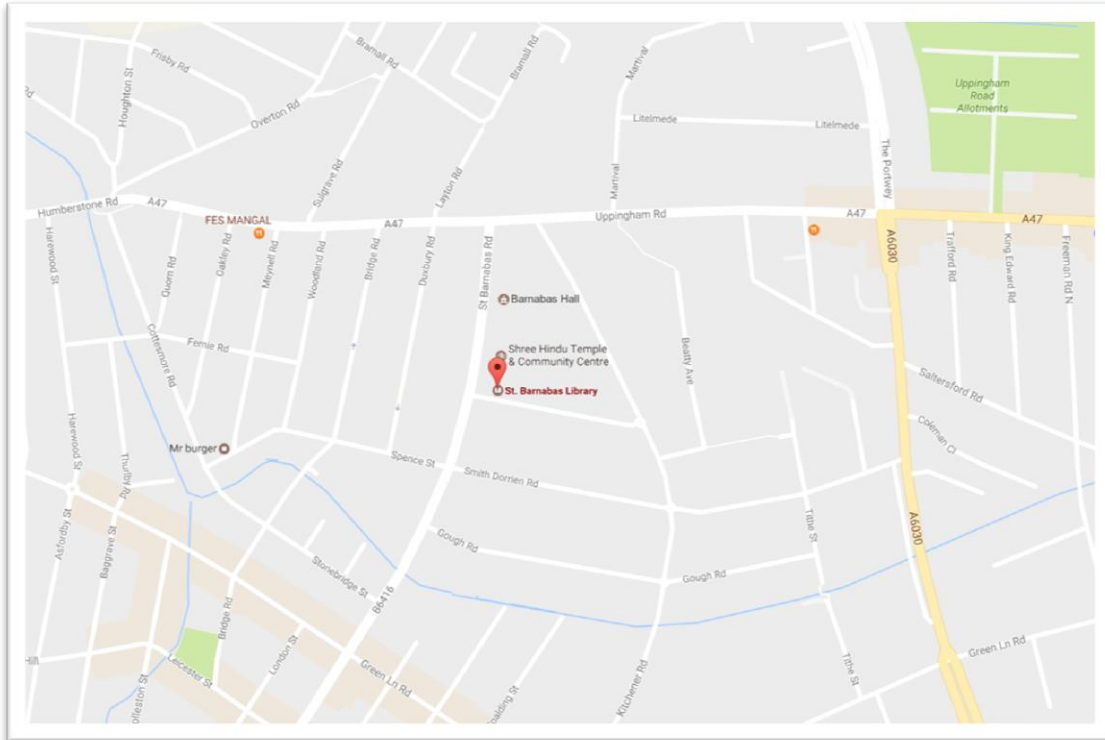 Frisby Rd
Bramall Rd
Bramall Rd
Martival
Houghton St
Rd
Overton Rd
Uppingham
Road
Allotments
Litelmede
Litelmede
The Portwey
Sulgrave Rd
Layton Rd
Martival
Humberstone Rd
A47
FES MANGAL
A47
Uppingham Rd
A47
A47
Harewood St
Quorn Rd
Oakley Rd
Meynell Rd
Woodland Rd
Bridge Rd
Duxbury Rd
St Barnabas Rd
A6030
Trafford Rd
King Edward Rd
Freeman Rd N
Barnabas Hall
Cottesmore Rd
Fernie Rd
Shree Hindu Temple
& Community Centre
Beatty Ave
St. Barnabas Library
Saltersford Rd
Coleman Cl
Harewood St
Thurlby Rd
Mr burger
Spence St
Smith Dorrien Rd
Asfordby St
Baggrave St
Tithe St
A6030
Gough Rd
Gough Rd
Stonebridge St
B6416
Bridge Rd
London St
Green Ln Rd
Leicester St
Hill
Kitchener Rd
Tithe St
Green Ln Rd